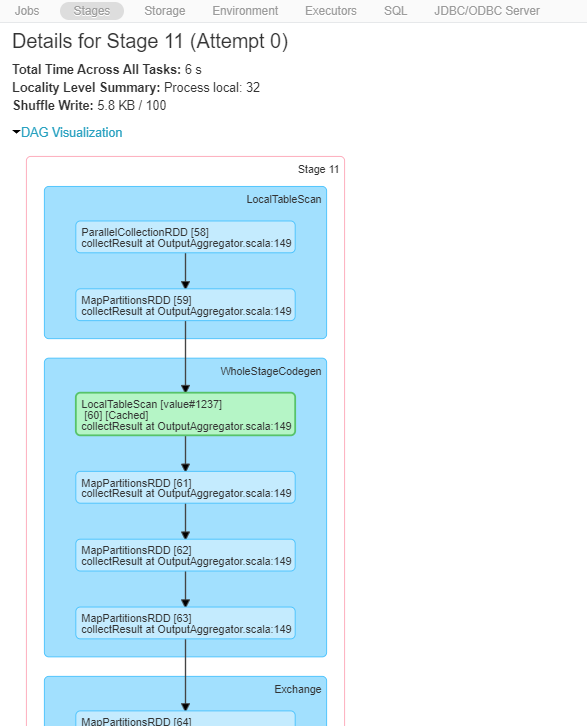 Jobs Stages Storage Environment Executors SQL JDBC/ODBC Server
Details for Stage 11 (Attempt 0)
Total Time Across All Tasks: 6 s
Locality Level Summary: Process local: 32
Shuffle Write: 5.8 KB / 100
DAG Visualization
Stage 11
LocalTableScan
ParallelCollectionRDD [58]
collectResult at OutputAggregator.scala:149
MapPartitionsRDD [59]
collectResult at OutputAggregator.scala:149
WholeStageCodegen
LocalTableScan [value#1237]
[60] [Cached]
collectResult at OutputAggregator.scala:149
MapPartitionsRDD [61]
collectResult at OutputAggregator.scala:149
MapPartitionsRDD [62]
collectResult at OutputAggregator.scala:149
MapPartitionsRDD [63]
collectResult at OutputAggregator.scala:149
Exchange
MapPartitionsRDD [64]